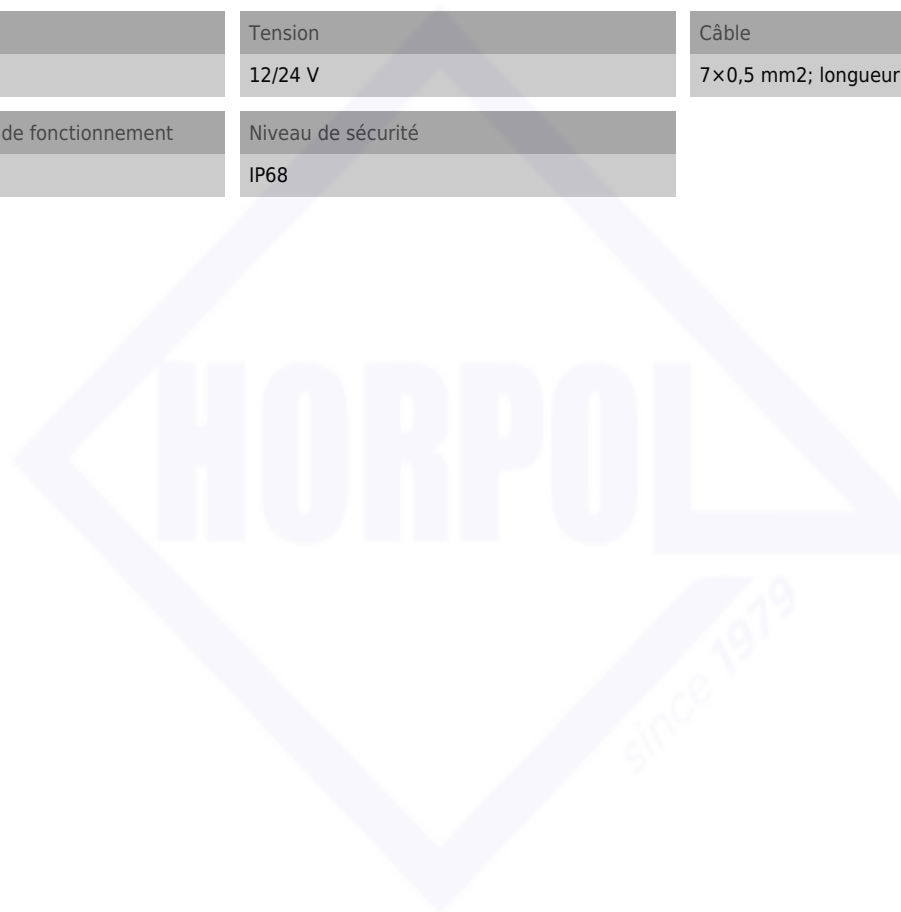 Tension
Câble
12/24 V
7×0,5 mm2; longueur
de fonctionnement
Niveau de sécurité
IP68
HORPOL
since 1979